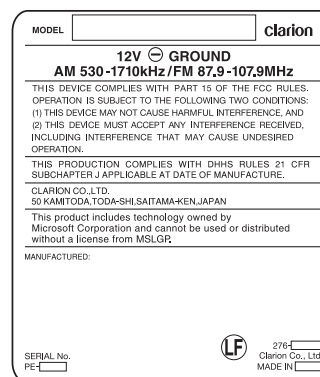 MODEL clarion
12V ⊖ GROUND
AM 530-1710kHz/FM 87.9-107.9MHz
THIS DEVICE COMPLIES WITH PART 15 OF THE FCC RULES.
OPERATION IS SUBJECT TO THE FOLLOWING TWO CONDITIONS:
(1) THIS DEVICE MAY NOT CAUSE HARMFUL INTERFERENCE, AND
(2) THIS DEVICE MUST ACCEPT ANY INTERFERENCE RECEIVED,
INCLUDING INTERFERENCE THAT MAY CAUSE UNDESIRED
OPERATION.
THIS PRODUCTION COMPLIES WITH DHHS RULES 21 CFR
SUBCHAPTER J APPLICABLE AT DATE OF MANUFACTURE.
CLARION CO.,LTD.
50 KAMITODA,TODA-SHI,SAITAMA-KEN,JAPAN
This product includes technology owned by
Microsoft Corporation and cannot be used or distributed
without a license from MSLGP.
MANUFACTURED:
LF
276-
SERIAL No. Clarion Co., Ltd
PE- MADE IN